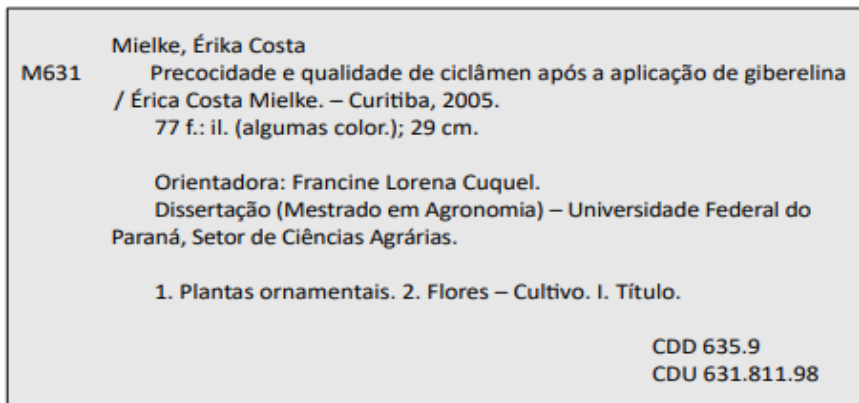 Mielke, Érika Costa
M631 Precocidade e qualidade de ciclâmen após a aplicação de giberelina
/ Érica Costa Mielke. – Curitiba, 2005.
77 f.: il. (algumas color.); 29 cm.
Orientadora: Francine Lorena Cuquel.
Dissertação (Mestrado em Agronomia) – Universidade Federal do
Paraná, Setor de Ciências Agrárias.
1. Plantas ornamentais. 2. Flores – Cultivo. I. Título.
CDD 635.9
CDU 631.811.98